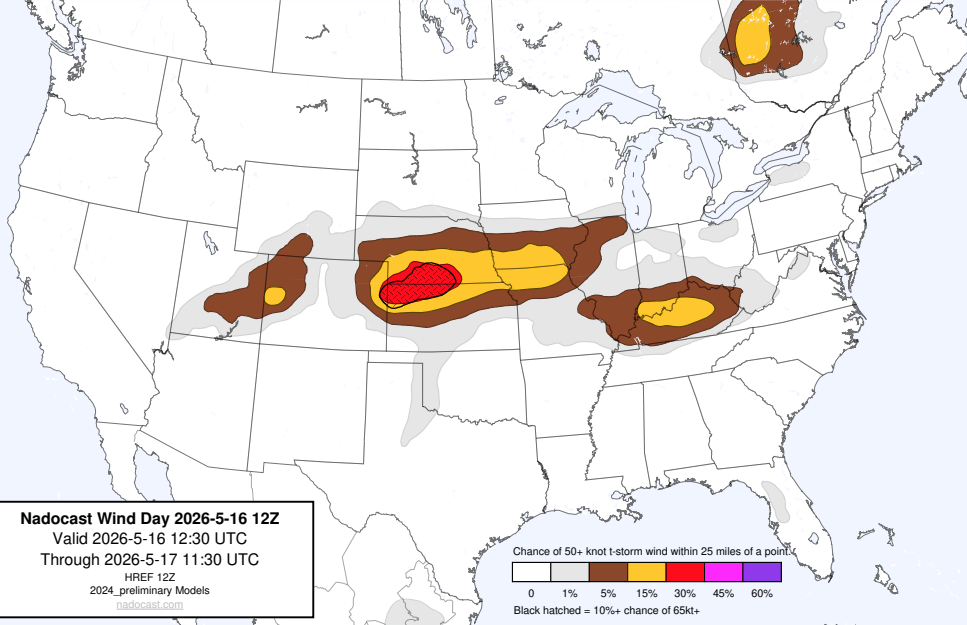 Nadocast Wind Day 2026-5-16 12Z
Valid 2026-5-16 12:30 UTC
Through 2026-5-17 11:30 UTC
HREF 12Z
2024_preliminary Models
nadocast.com
Chance of 50+ knot t-storm wind within 25 miles of a point.
0 1% 5% 15% 30% 45% 60%
Black hatched = 10%+ chance of 65kt+